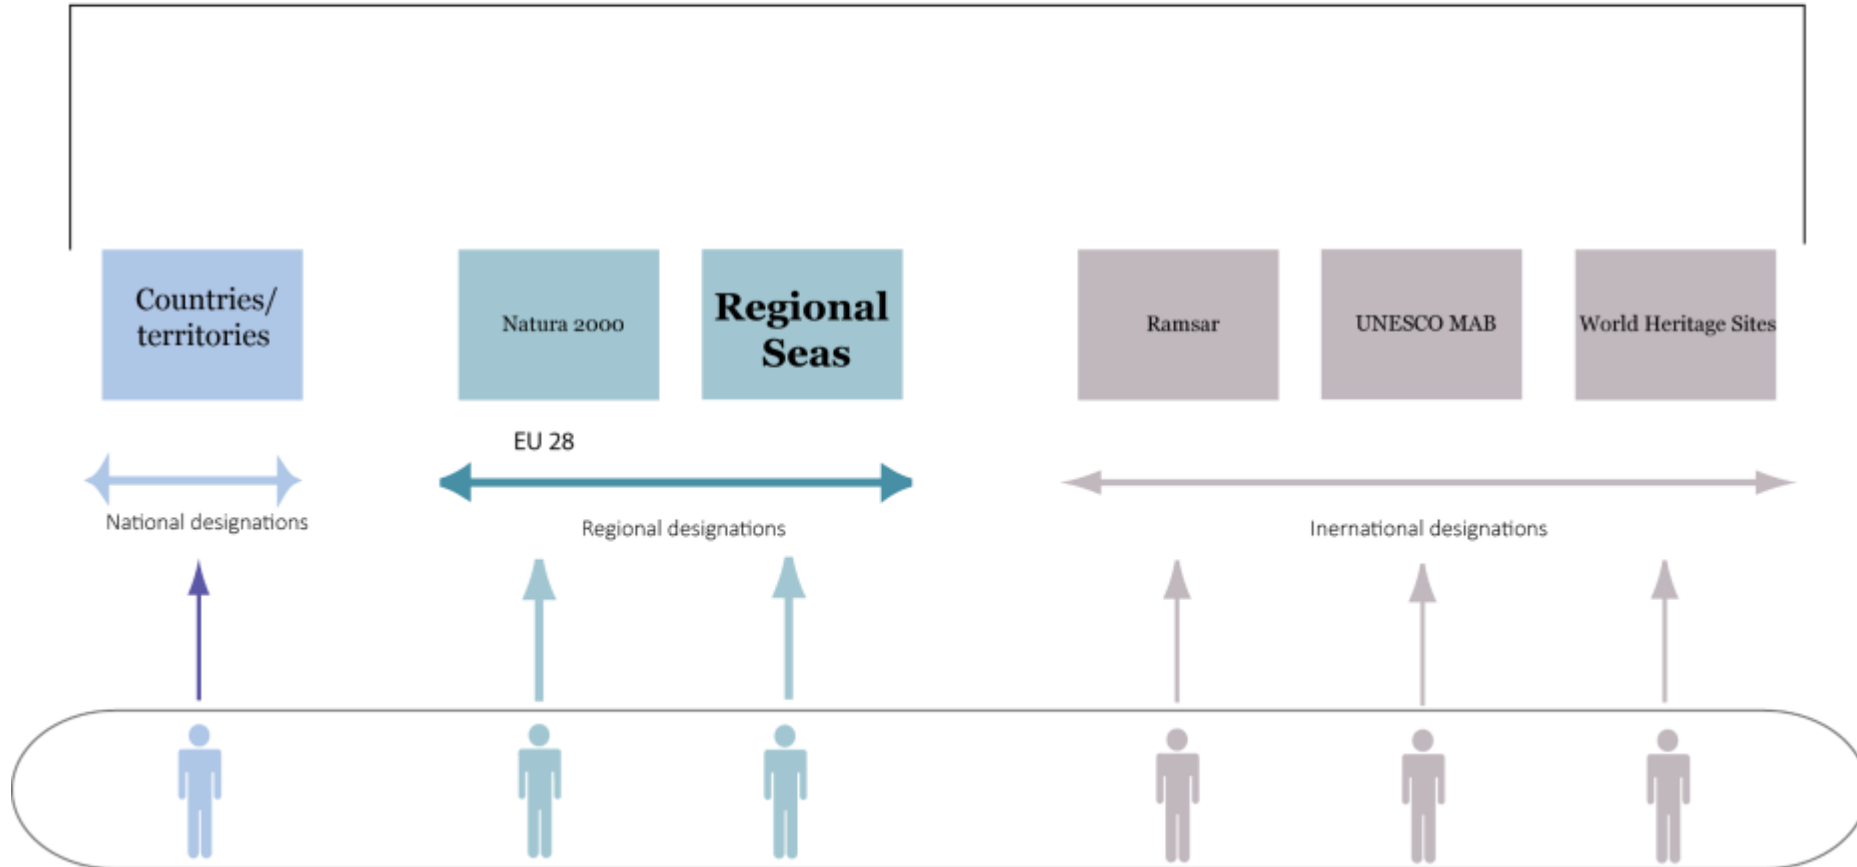 Countries/
territories
Natura 2000
Regional
Seas
Ramsar
UNESCO MAB
World Heritage Sites
EU 28
National designations
Regional designations
Inernational designations